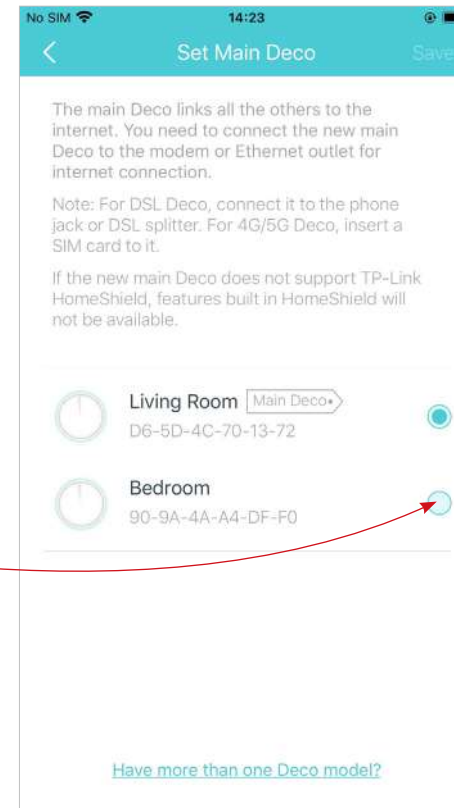 No SIM 14:23
Set Main Deco Save
The main Deco links all the others to the
internet. You need to connect the new main
Deco to the modem or Ethernet outlet for
internet connection.
Note: For DSL Deco, connect it to the phone
jack or DSL splitter. For 4G/5G Deco, insert a
SIM card to it.
If the new main Deco does not support TP-Link
HomeShield, features built in HomeShield will
not be available.
Living Room Main Deco
D6-5D-4C-70-13-72
Bedroom
90-9A-4A-A4-DF-F0
Have more than one Deco model?